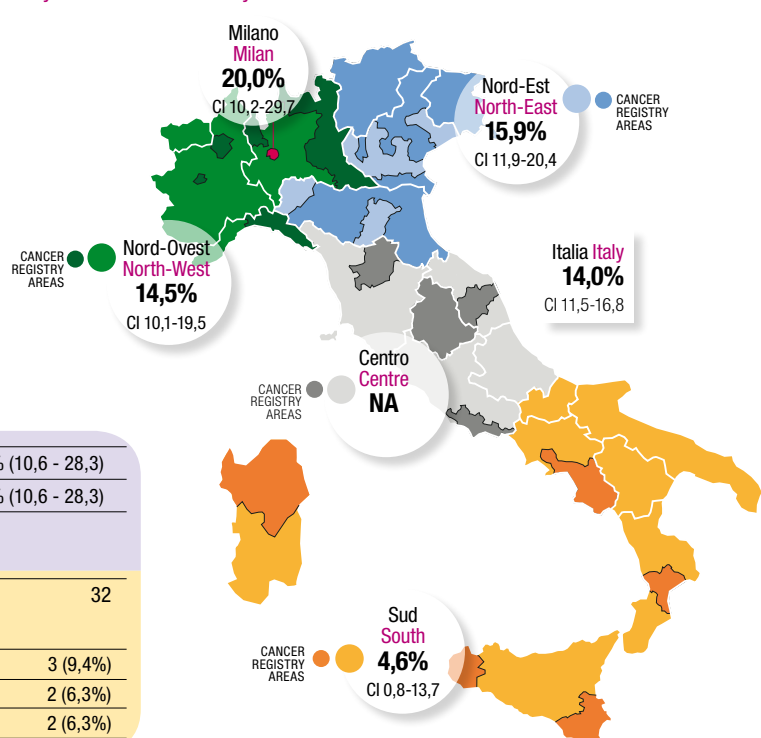 Milano
Milan
20,0%
CI 10,2-29,7
Nord-Est
North-East
15,9%
CI 11,9-20,4
CANCER
REGISTRY
AREAS
CANCER
REGISTRY
AREAS
Nord-Ovest
North-West
14,5%
CI 10,1-19,5
Italia Italy
14,0%
CI 11,5-16,8
CANCER
REGISTRY
AREAS
Centro
Centre
NA
% (10,6 - 28,3)
% (10,6 - 28,3)
32
3 (9,4%)
2 (6,3%)
2 (6,3%)
CANCER
REGISTRY
AREAS
Sud
South
4,6%
CI 0,8-13,7